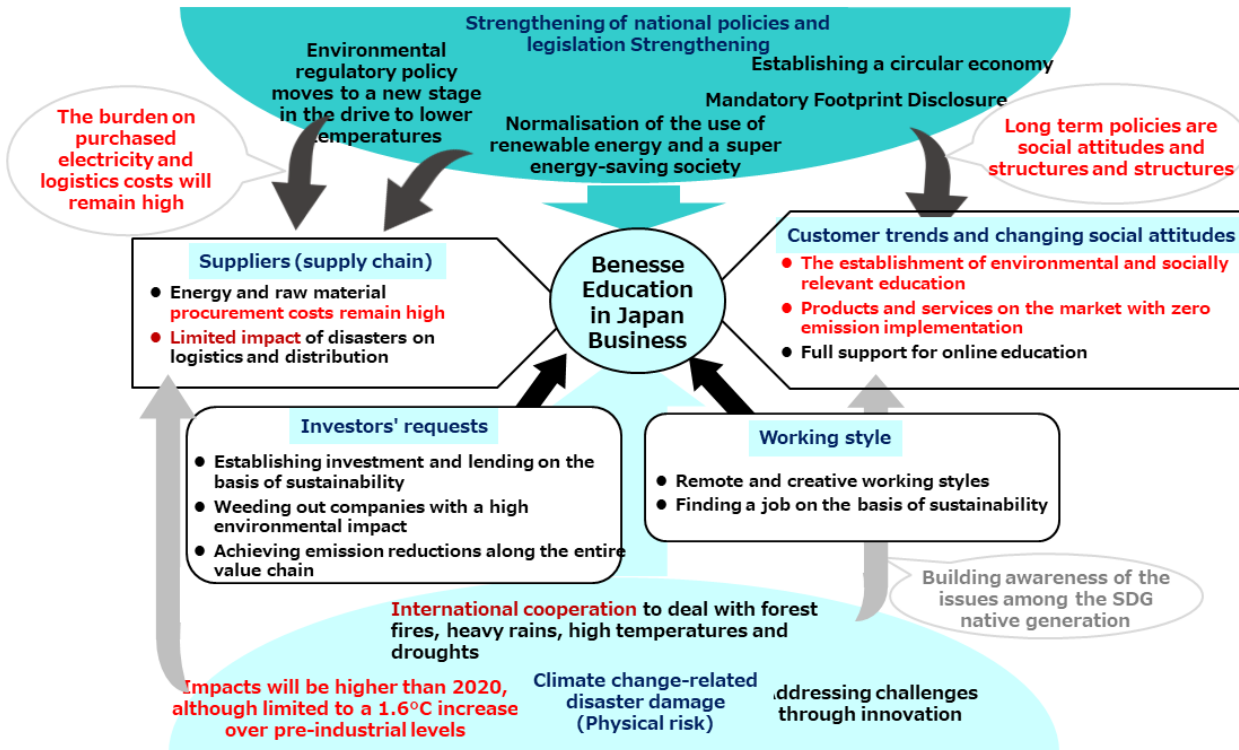 Strengthening of national policies and
legislation Strengthening
Environmental
regulatory policy
moves to a new stage
in the drive to lower
temperatures
Establishing a circular economy
Mandatory Footprint Disclosure
Normalisation of the use of
renewable energy and a super
energy-saving society
The burden on
purchased
electricity and
logistics costs will
remain high
Long term policies are
social attitudes and
structures and structures
Suppliers (supply chain)
● Energy and raw material
procurement costs remain high
● Limited impact of disasters on
logistics and distribution
Benesse
Education
in Japan
Business
Customer trends and changing social attitudes
● The establishment of environmental and socially
relevant education
● Products and services on the market with zero
emission implementation
● Full support for online education
Investors' requests
● Establishing investment and lending on the
basis of sustainability
● Weeding out companies with a high
environmental impact
● Achieving emission reductions along the entire
value chain
Working style
● Remote and creative working styles
● Finding a job on the basis of sustainability
Building awareness of the
issues among the SDG
native generation
International cooperation to deal with forest
fires, heavy rains, high temperatures and
droughts
Impacts will be higher than 2020,
although limited to a 1.6°C increase
over pre-industrial levels
Climate change-related
disaster damage
(Physical risk)
Addressing challenges
through innovation